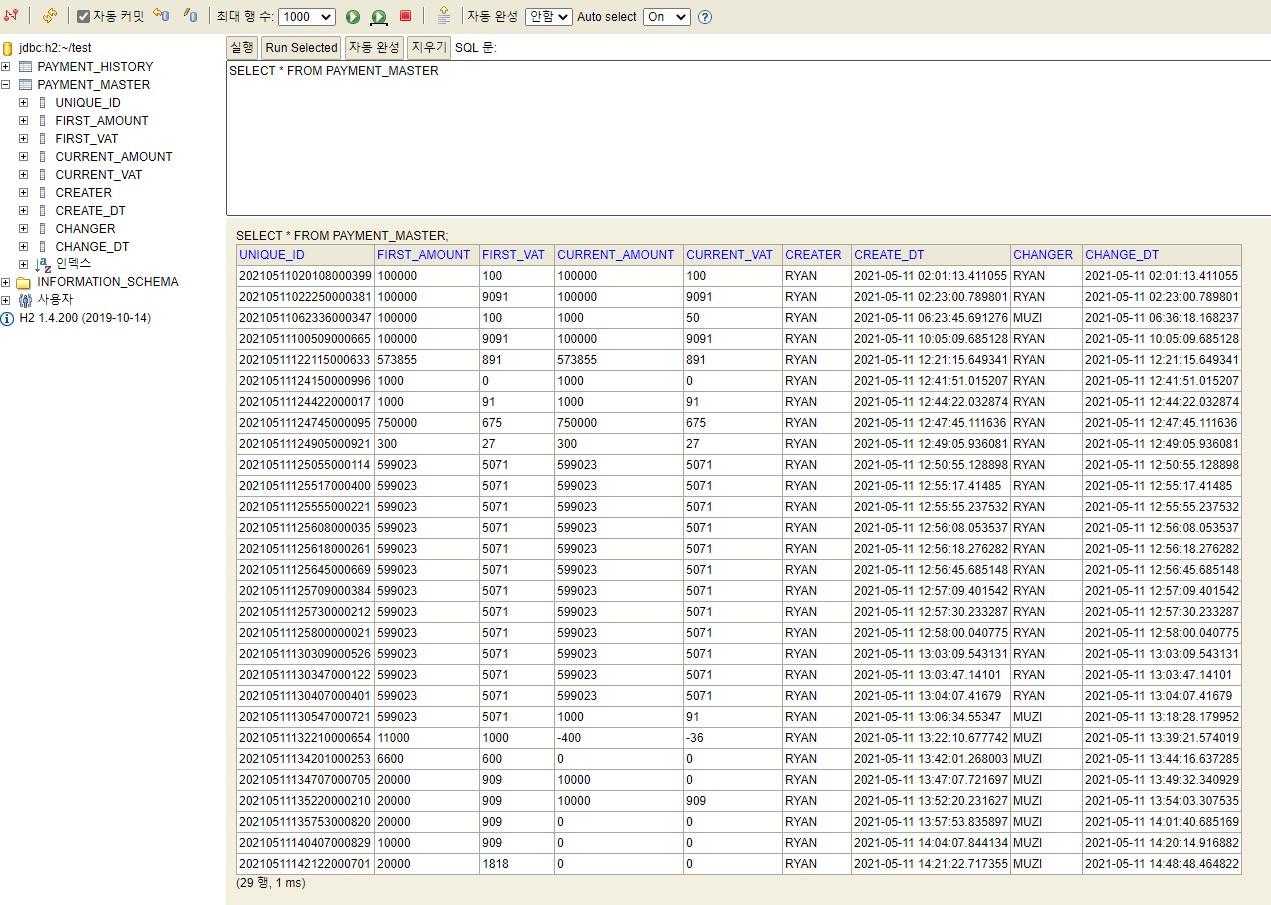 자동 커밋 최대 행 수: 1000 자동 완성 안함 Auto select On
jdbc:h2:~/test
PAYMENT_HISTORY
PAYMENT_MASTER
UNIQUE_ID
FIRST_AMOUNT
FIRST_VAT
CURRENT_AMOUNT
CURRENT_VAT
CREATER
CREATE_DT
CHANGER
CHANGE_DT
인덱스
INFORMATION_SCHEMA
사용자
H2 1.4.200 (2019-10-14)
실행 Run Selected 자동 완성 지우기 SQL 문:
SELECT * FROM PAYMENT_MASTER
SELECT * FROM PAYMENT_MASTER;
UNIQUE_ID FIRST_AMOUNT FIRST_VAT CURRENT_AMOUNT CURRENT_VAT CREATER CREATE_DT CHANGER CHANGE_DT
20210511020108000399 100000 100 100000 100 RYAN 2021-05-11 02:01:13.411055 RYAN 2021-05-11 02:01:13.411055
20210511022250000381 100000 9091 100000 9091 RYAN 2021-05-11 02:23:00.789801 RYAN 2021-05-11 02:23:00.789801
20210511062336000347 100000 100 1000 50 RYAN 2021-05-11 06:23:45.691276 MUZI 2021-05-11 06:36:18.168237
20210511100509000665 100000 9091 100000 9091 RYAN 2021-05-11 10:05:09.685128 RYAN 2021-05-11 10:05:09.685128
20210511122115000633 573855 891 573855 891 RYAN 2021-05-11 12:21:15.649341 RYAN 2021-05-11 12:21:15.649341
20210511124150000996 1000 0 1000 0 RYAN 2021-05-11 12:41:51.015207 RYAN 2021-05-11 12:41:51.015207
20210511124422000017 1000 91 1000 91 RYAN 2021-05-11 12:44:22.032874 RYAN 2021-05-11 12:44:22.032874
20210511124745000095 750000 675 750000 675 RYAN 2021-05-11 12:47:45.111636 RYAN 2021-05-11 12:47:45.111636
20210511124905000921 300 27 300 27 RYAN 2021-05-11 12:49:05.936081 RYAN 2021-05-11 12:49:05.936081
20210511125055000114 599023 5071 599023 5071 RYAN 2021-05-11 12:50:55.128898 RYAN 2021-05-11 12:50:55.128898
20210511125517000400 599023 5071 599023 5071 RYAN 2021-05-11 12:55:17.41485 RYAN 2021-05-11 12:55:17.41485
20210511125555000221 599023 5071 599023 5071 RYAN 2021-05-11 12:55:55.237532 RYAN 2021-05-11 12:55:55.237532
20210511125608000035 599023 5071 599023 5071 RYAN 2021-05-11 12:56:08.053537 RYAN 2021-05-11 12:56:08.053537
20210511125618000261 599023 5071 599023 5071 RYAN 2021-05-11 12:56:18.276282 RYAN 2021-05-11 12:56:18.276282
20210511125645000669 599023 5071 599023 5071 RYAN 2021-05-11 12:56:45.685148 RYAN 2021-05-11 12:56:45.685148
20210511125709000384 599023 5071 599023 5071 RYAN 2021-05-11 12:57:09.401542 RYAN 2021-05-11 12:57:09.401542
20210511125730000212 599023 5071 599023 5071 RYAN 2021-05-11 12:57:30.233287 RYAN 2021-05-11 12:57:30.233287
20210511125800000021 599023 5071 599023 5071 RYAN 2021-05-11 12:58:00.040775 RYAN 2021-05-11 12:58:00.040775
20210511130309000526 599023 5071 599023 5071 RYAN 2021-05-11 13:03:09.543131 RYAN 2021-05-11 13:03:09.543131
20210511130347000122 599023 5071 599023 5071 RYAN 2021-05-11 13:03:47.14101 RYAN 2021-05-11 13:03:47.14101
20210511130407000401 599023 5071 599023 5071 RYAN 2021-05-11 13:04:07.41679 RYAN 2021-05-11 13:04:07.41679
20210511130547000721 599023 5071 1000 91 RYAN 2021-05-11 13:06:34.55347 MUZI 2021-05-11 13:18:28.179952
20210511132210000654 11000 1000 -400 -36 RYAN 2021-05-11 13:22:10.677742 MUZI 2021-05-11 13:39:21.574019
20210511134201000253 6600 600 0 0 RYAN 2021-05-11 13:42:01.268003 MUZI 2021-05-11 13:44:16.637285
20210511134707000705 20000 909 10000 0 RYAN 2021-05-11 13:47:07.721697 MUZI 2021-05-11 13:49:32.340929
20210511135220000210 20000 909 10000 909 RYAN 2021-05-11 13:52:20.231627 MUZI 2021-05-11 13:54:03.307535
20210511135753000820 20000 909 0 0 RYAN 2021-05-11 13:57:53.835897 MUZI 2021-05-11 14:01:40.685169
20210511140407000829 10000 909 0 0 RYAN 2021-05-11 14:04:07.844134 MUZI 2021-05-11 14:20:14.916882
20210511142122000701 20000 1818 0 0 RYAN 2021-05-11 14:21:22.717355 MUZI 2021-05-11 14:48:48.464822
(29 행, 1 ms)